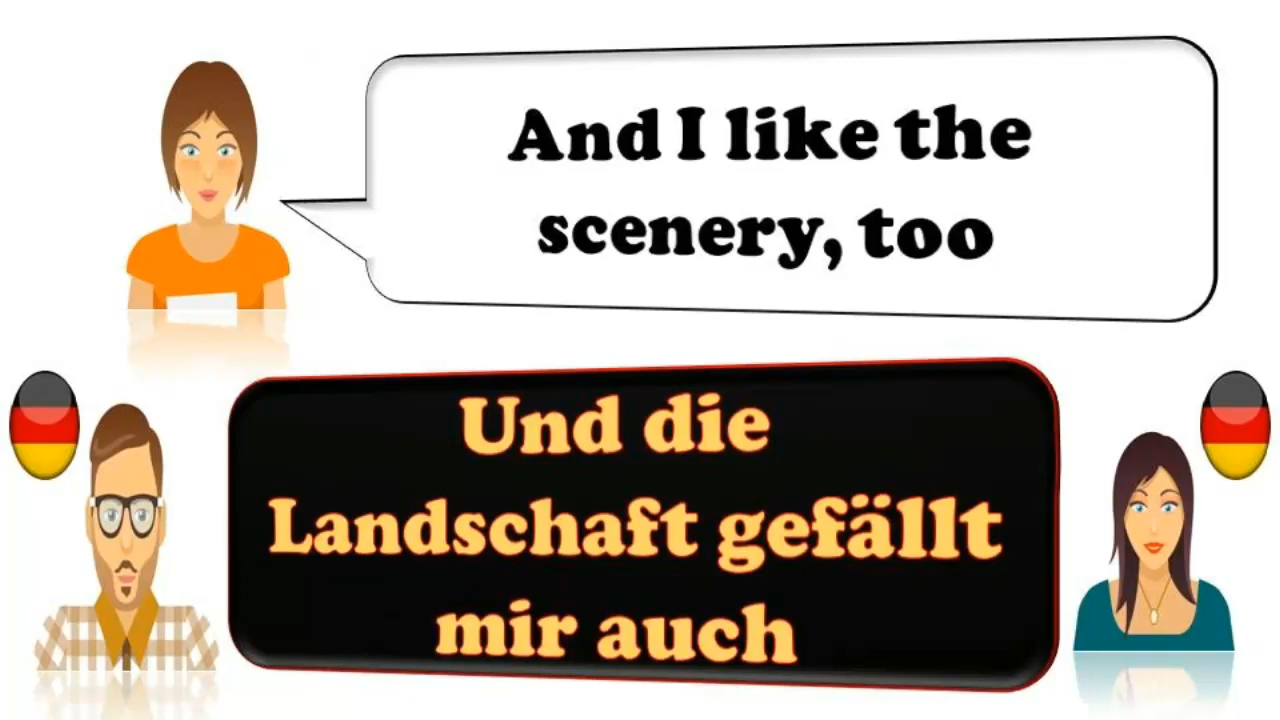 And I like the
scenery, too
Und die
Landschaft gefällt
mir auch